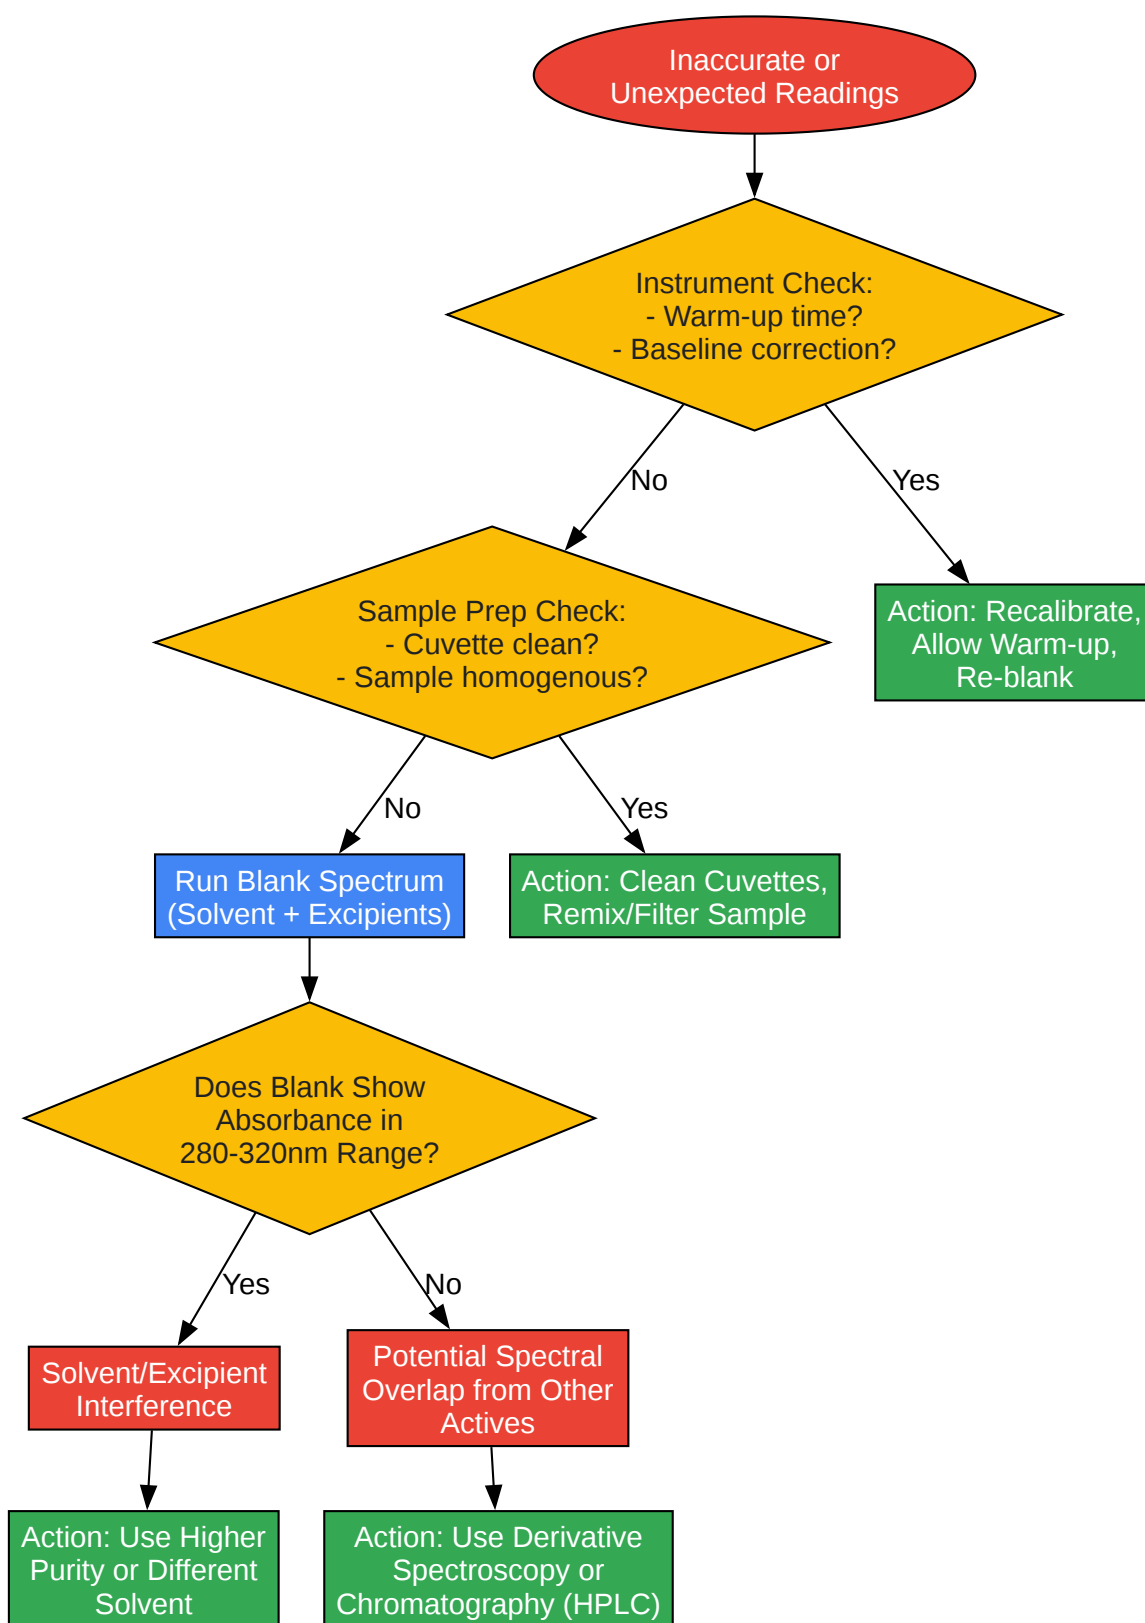 Inaccurate or
Unexpected Readings
Instrument Check:
- Warm-up time?
- Baseline correction?
No
Yes
Sample Prep Check:
- Cuvette clean?
- Sample homogenous?
Action: Recalibrate,
Allow Warm-up,
Re-blank
No
Yes
Run Blank Spectrum
(Solvent + Excipients)
Action: Clean Cuvettes,
Remix/Filter Sample
Does Blank Show
Absorbance in
280-320nm Range?
Yes
No
Solvent/Excipient
Interference
Potential Spectral
Overlap from Other
Actives
Action: Use Higher
Purity or Different
Solvent
Action: Use Derivative
Spectroscopy or
Chromatography (HPLC)